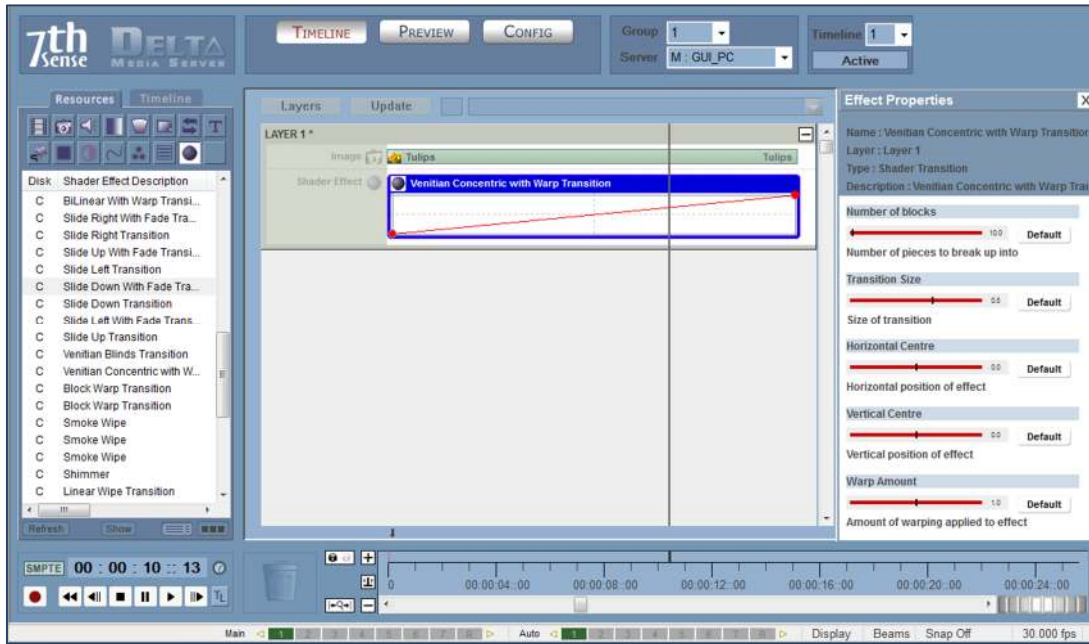 7th Sense
DELTA
MEDIA SERVER
TIMELINE
PREVIEW
CONFIG
Group 1
Server M : GUI_PC
Timeline 1
Active
Resources
Timeline
T
Disk Shader Effect Description
C BiLinear With Warp Transi...
C Slide Right With Fade Tra...
C Slide Right Transition
C Slide Up With Fade Transi...
C Slide Left Transition
C Slide Down With Fade Tra...
C Slide Down Transition
C Slide Left With Fade Trans...
C Slide Up Transition
C Venitian Blinds Transition
C Venitian Concentric with W...
C Block Warp Transition
C Block Warp Transition
C Smoke Wipe
C Smoke Wipe
C Smoke Wipe
C Shimmer
C Linear Wipe Transition
Refresh
Show
Layers
Update
LAYER 1 *
Image
Tulips
Tulips
Shader Effect
Venitian Concentric with Warp Transition
Effect Properties
X
Name : Venitian Concentric with Warp Transition
Layer : Layer 1
Type : Shader Transition
Description : Venitian Concentric with Warp Tra
Number of blocks
10.0 Default
Number of pieces to break up into
Transition Size
Default
Size of transition
Horizontal Centre
0.0 Default
Horizontal position of effect
Vertical Centre
0.0 Default
Vertical position of effect
Warp Amount
1.0 Default
Amount of warping applied to effect
SMPTE 00 : 00 : 10 :: 13
TL
0 00:00:04::00 00:00:08::00 00:00:12::00 00:00:16::00 00:00:20::00 00:00:24::00
Main 1 2 3 4 5 6 7 8 Auto 1 2 3 4 5 6 7 8 Display Beams Snap Off 30.000 fps